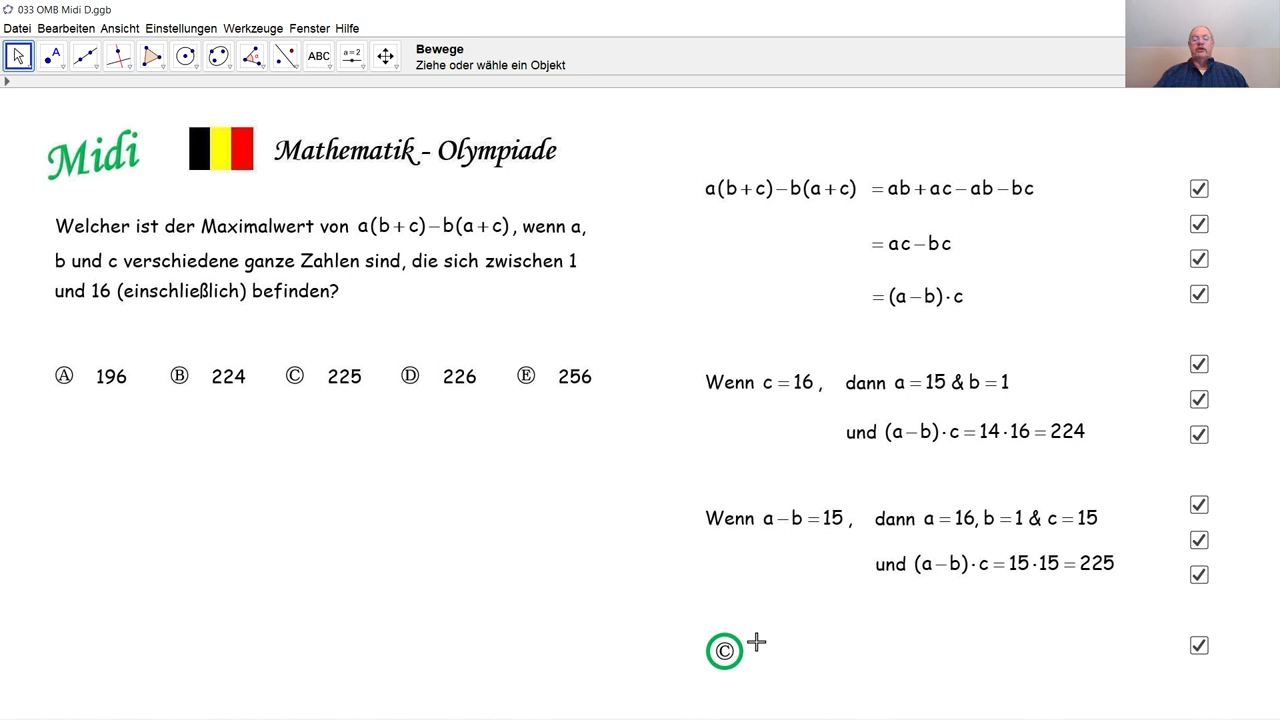 033 OMB Midi D.ggb
Datei Bearbeiten Ansicht Einstellungen Werkzeuge Fenster Hilfe
A
ABC
a=2
Bewege
Ziehe oder wähle ein Objekt
Midi
Mathematik - Olympiade
Welcher ist der Maximalwert von a(b+c)−b(a+c), wenn a,
b und c verschiedene ganze Zahlen sind, die sich zwischen 1
und 16 (einschließlich) befinden?
Ⓐ 196 Ⓑ 224 Ⓒ 225 Ⓓ 226 Ⓔ 256
a(b+c)−b(a+c) = ab+ac−ab−bc
= ac−bc
= (a−b)·c
Wenn c=16, dann a=15 & b=1
und (a−b)·c=14·16=224
Wenn a−b=15, dann a=16, b=1 & c=15
und (a−b)·c=15·15=225
Ⓒ